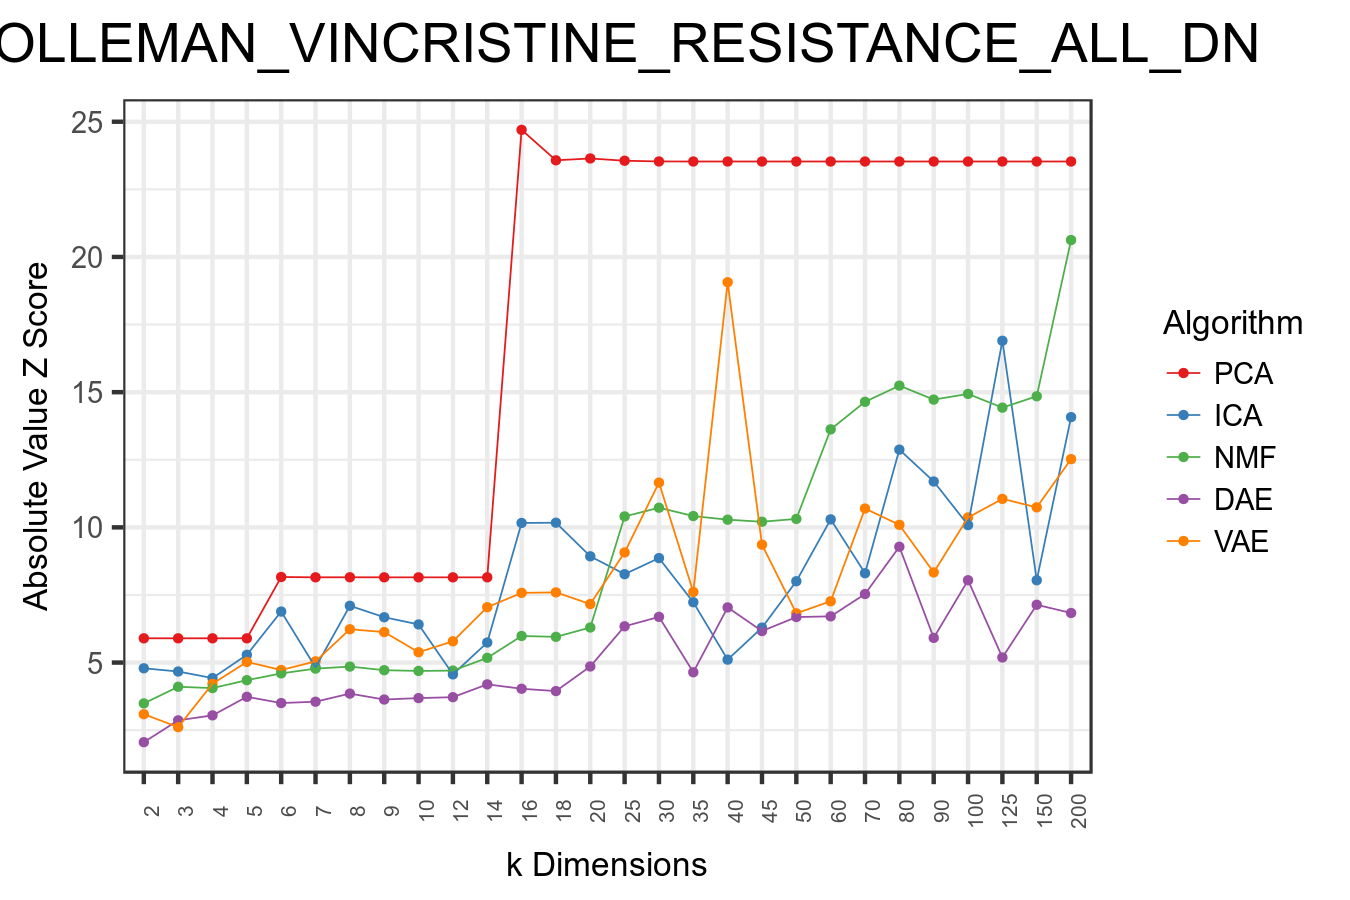 OLLEMAN_VINCRISTINE_RESISTANCE_ALL_DN
25
20
15
10
5
Absolute Value Z Score
2 3 4 5 6 7 8 9 10 12 14 16 18 20 25 30 35 40 45 50 60 70 80 90 100 125 150 200
k Dimensions
Algorithm
PCA
ICA
NMF
DAE
VAE